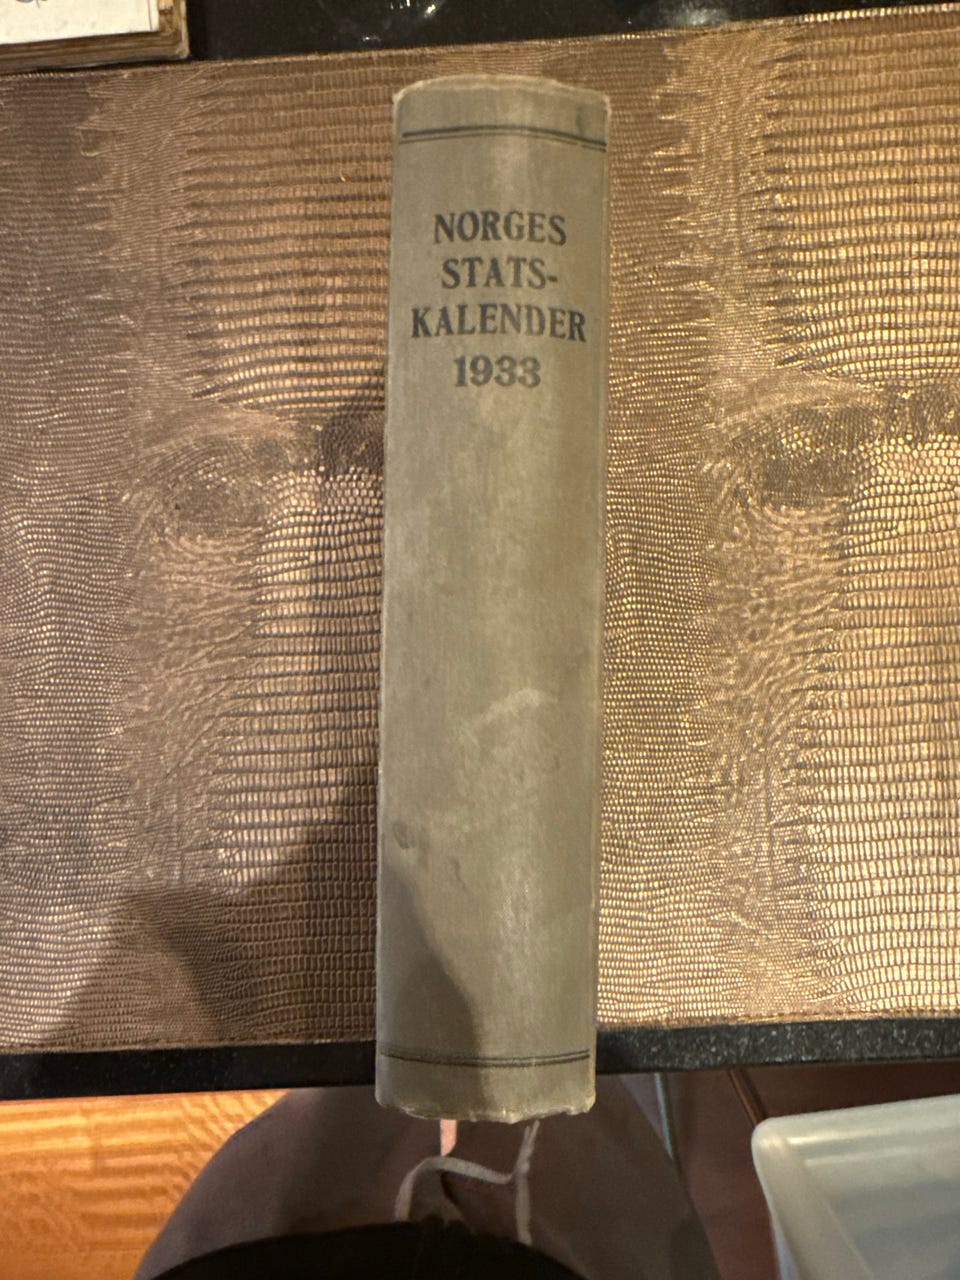 NORGES
STATS-
KALENDER
1933